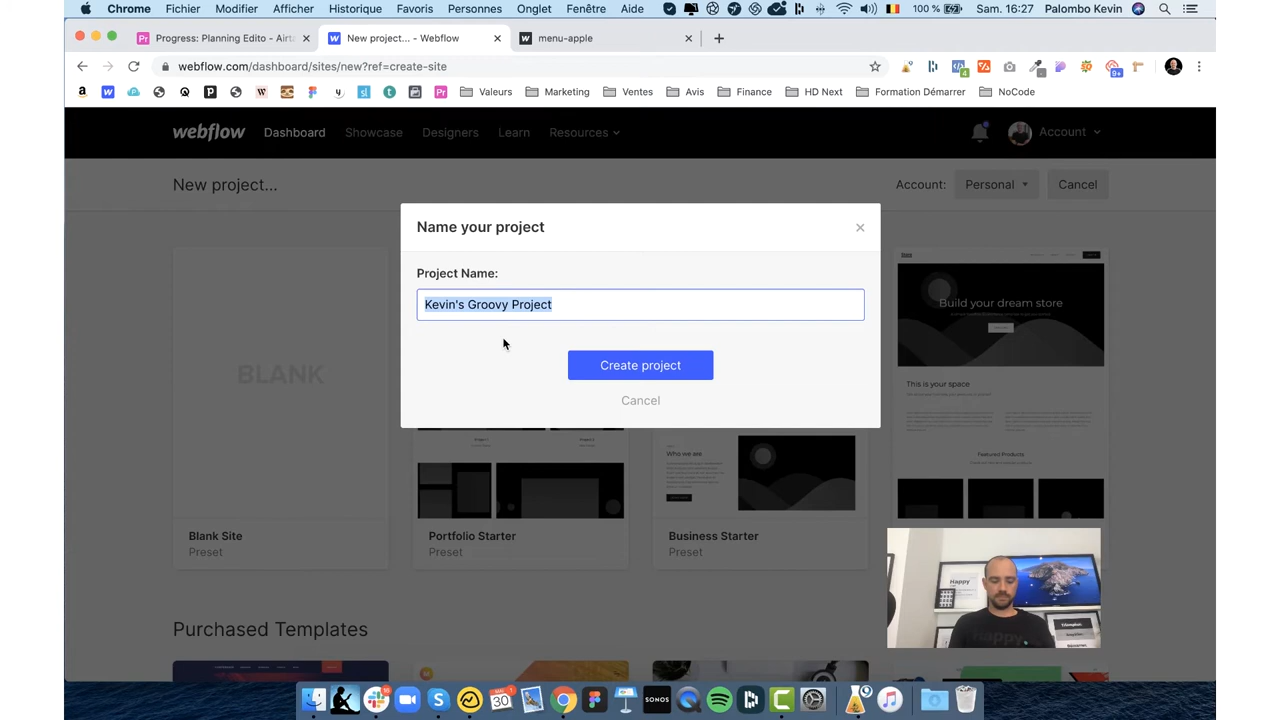 Chrome Fichier Modifier Afficher Historique Favoris Personnes Onglet Fenêtre Aide 100 % Sam. 16:27 Palombo Kevin
Progress: Planning Edito - Airta
New project... - Webflow
menu-apple
webflow.com/dashboard/sites/new?ref=create-site
Valeurs Marketing Ventes Avis Finance HD Next Formation Démarrer NoCode
webflow Dashboard Showcase Designers Learn Resources Account
New project...
Account: Personal Cancel
Name your project
Project Name:
Kevin's Groovy Project
Create project
Cancel
BLANK
Build your dream store
This is your space
Who we are
Featured Products
Blank Site
Preset
Portfolio Starter
Preset
Business Starter
Preset
Happy
happy
Purchased Templates
30
SONOS